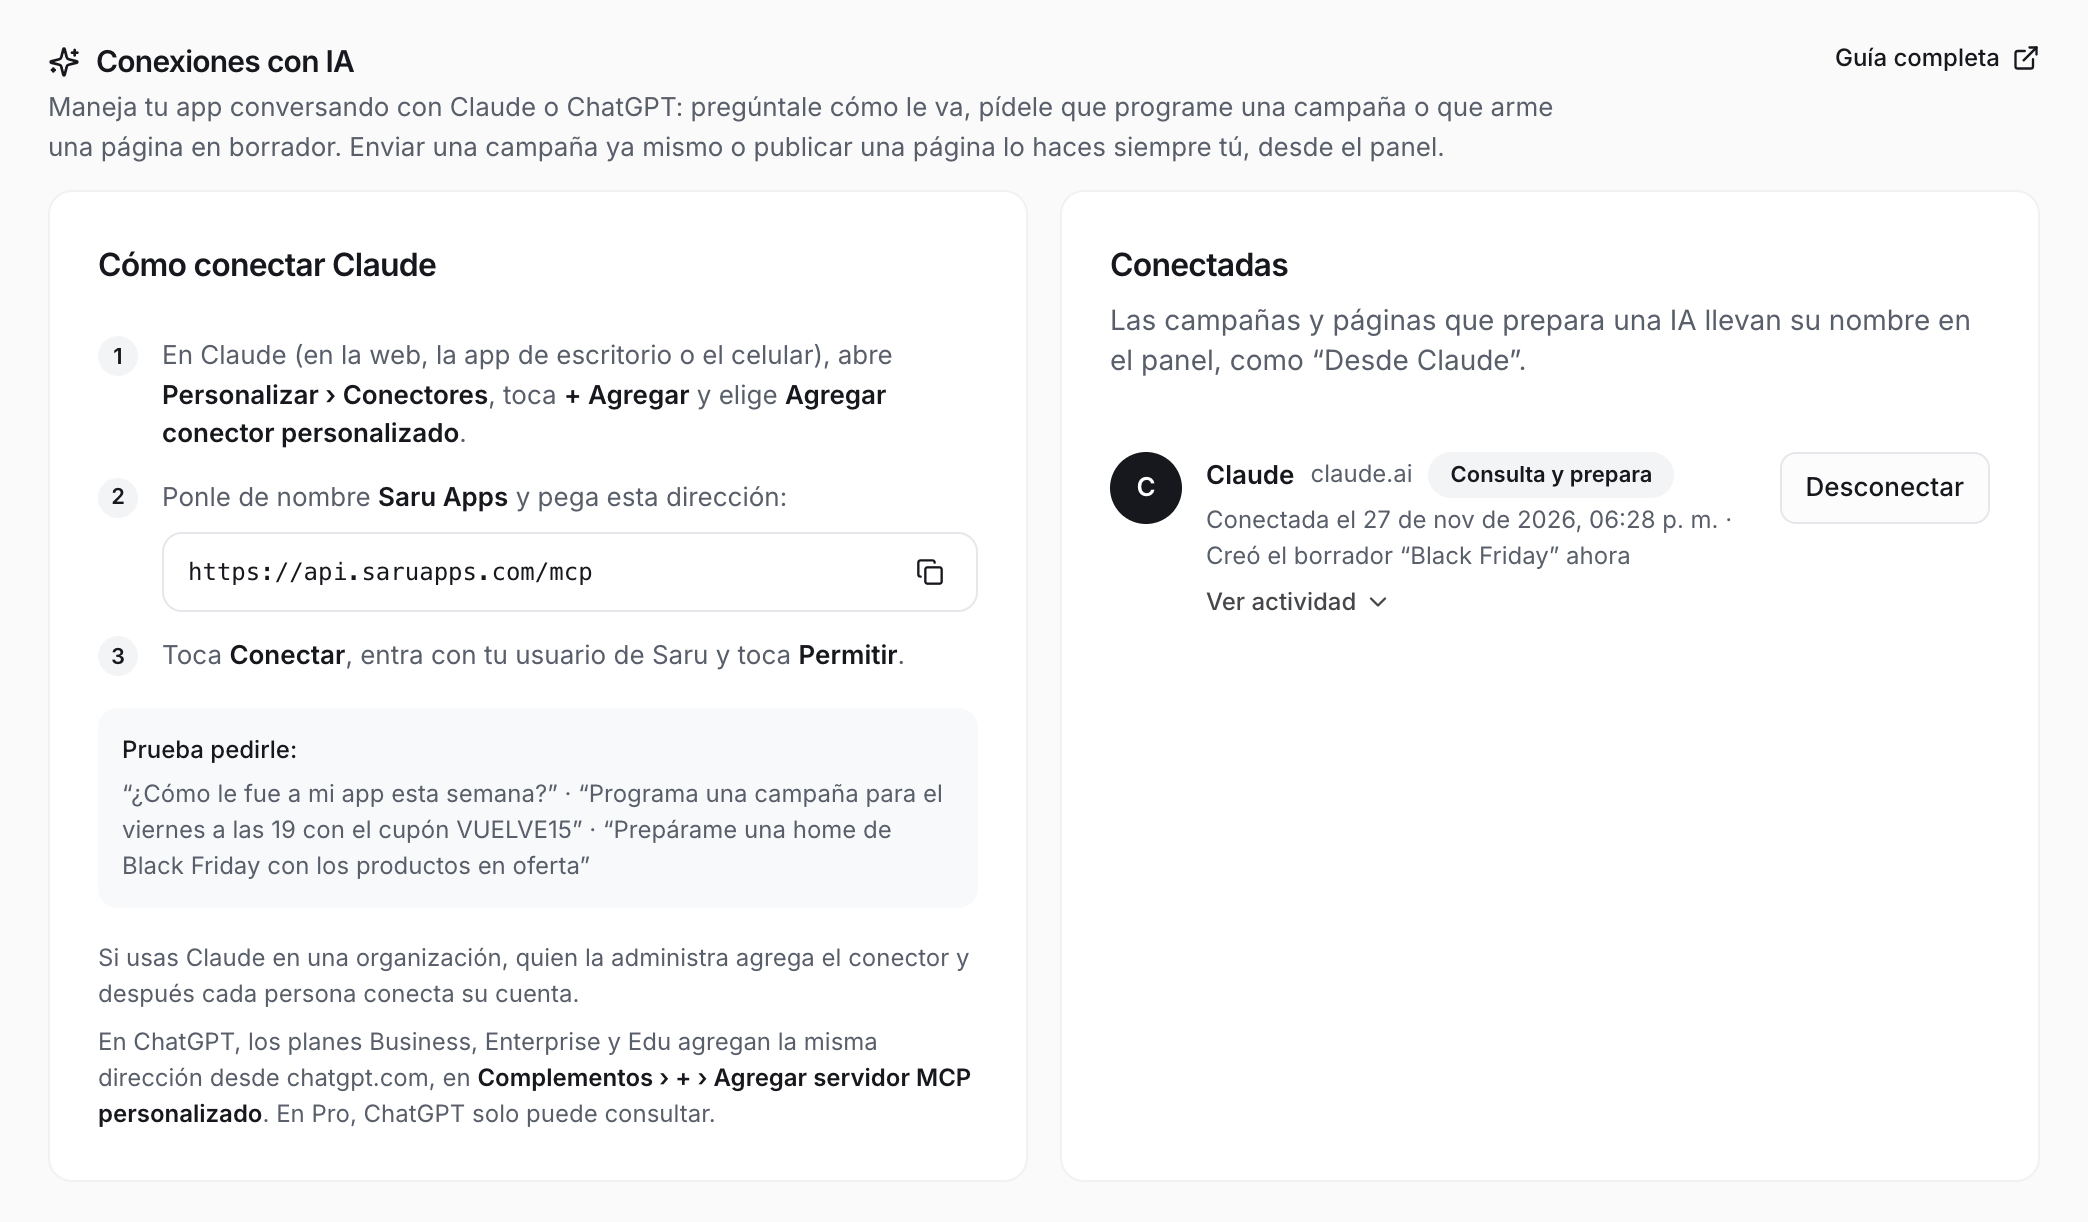 Conexiones con IA
Guía completa
Maneja tu app conversando con Claude o ChatGPT: pregúntale cómo le va, pídele que programe una campaña o que arme
una página en borrador. Enviar una campaña ya mismo o publicar una página lo haces siempre tú, desde el panel.
Cómo conectar Claude
1 En Claude (en la web, la app de escritorio o el celular), abre
Personalizar › Conectores, toca + Agregar y elige Agregar
conector personalizado.
2 Ponle de nombre Saru Apps y pega esta dirección:
https://api.saruapps.com/mcp
3 Toca Conectar, entra con tu usuario de Saru y toca Permitir.
Prueba pedirle:
“¿Cómo le fue a mi app esta semana?” · “Programa una campaña para el
viernes a las 19 con el cupón VUELVE15” · “Prepárame una home de
Black Friday con los productos en oferta”
Si usas Claude en una organización, quien la administra agrega el conector y
después cada persona conecta su cuenta.
En ChatGPT, los planes Business, Enterprise y Edu agregan la misma
dirección desde chatgpt.com, en Complementos › + › Agregar servidor MCP
personalizado. En Pro, ChatGPT solo puede consultar.
Conectadas
Las campañas y páginas que prepara una IA llevan su nombre en
el panel, como “Desde Claude”.
C
Claude claude.ai Consulta y prepara
Desconectar
Conectada el 27 de nov de 2026, 06:28 p. m. ·
Creó el borrador “Black Friday” ahora
Ver actividad